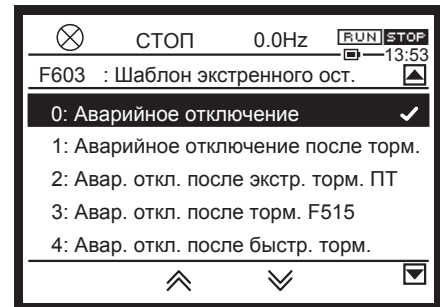 СТОП 0.0Hz RUN STOP
13:53
F603 : Шаблон экстренного ост.
0: Аварийное отключение
1: Аварийное отключение после торм.
2: Авар. откл. после экстр. торм. ПТ
3: Авар. откл. после торм. F515
4: Авар. откл. после быстр. торм.